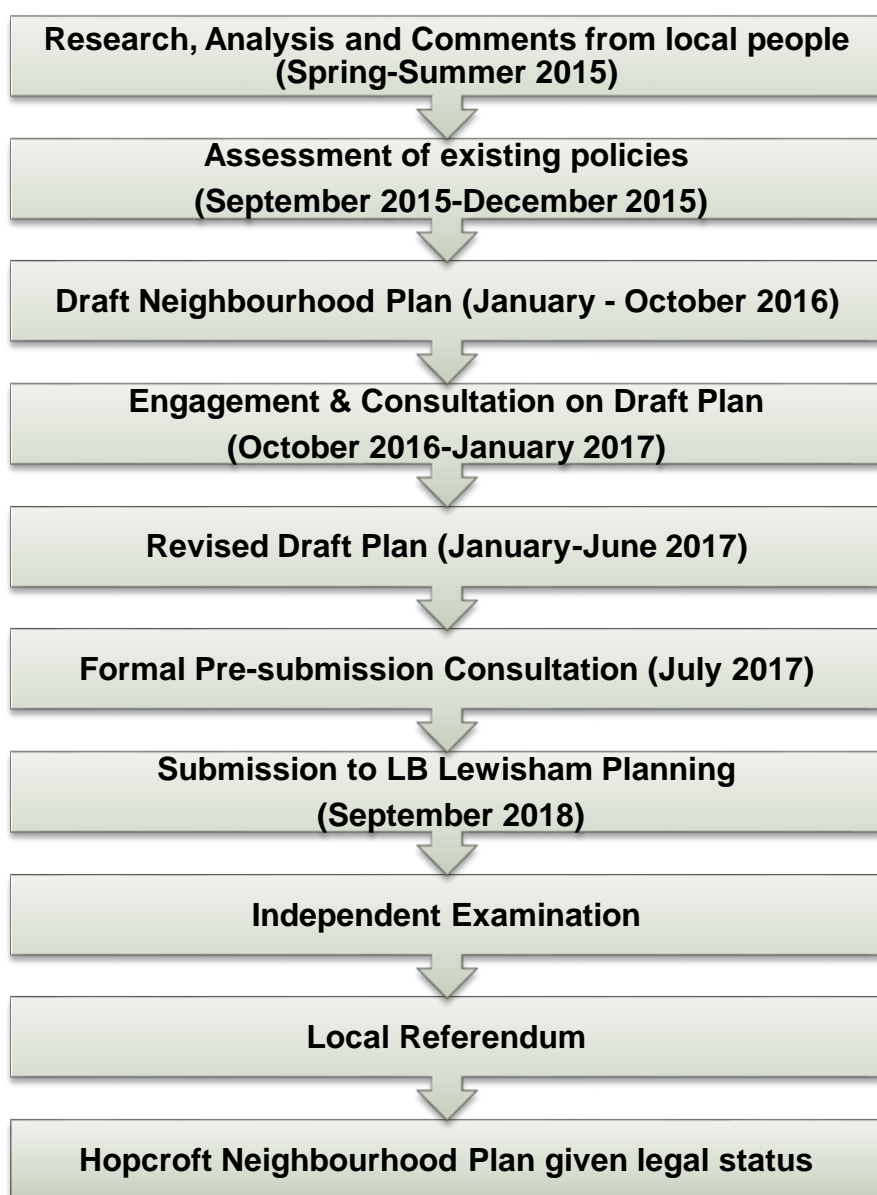 Research, Analysis and Comments from local people
(Spring-Summer 2015)
Assessment of existing policies
(September 2015-December 2015)
Draft Neighbourhood Plan (January - October 2016)
Engagement & Consultation on Draft Plan
(October 2016-January 2017)
Revised Draft Plan (January-June 2017)
Formal Pre-submission Consultation (July 2017)
Submission to LB Lewisham Planning
(September 2018)
Independent Examination
Local Referendum
Hopcroft Neighbourhood Plan given legal status